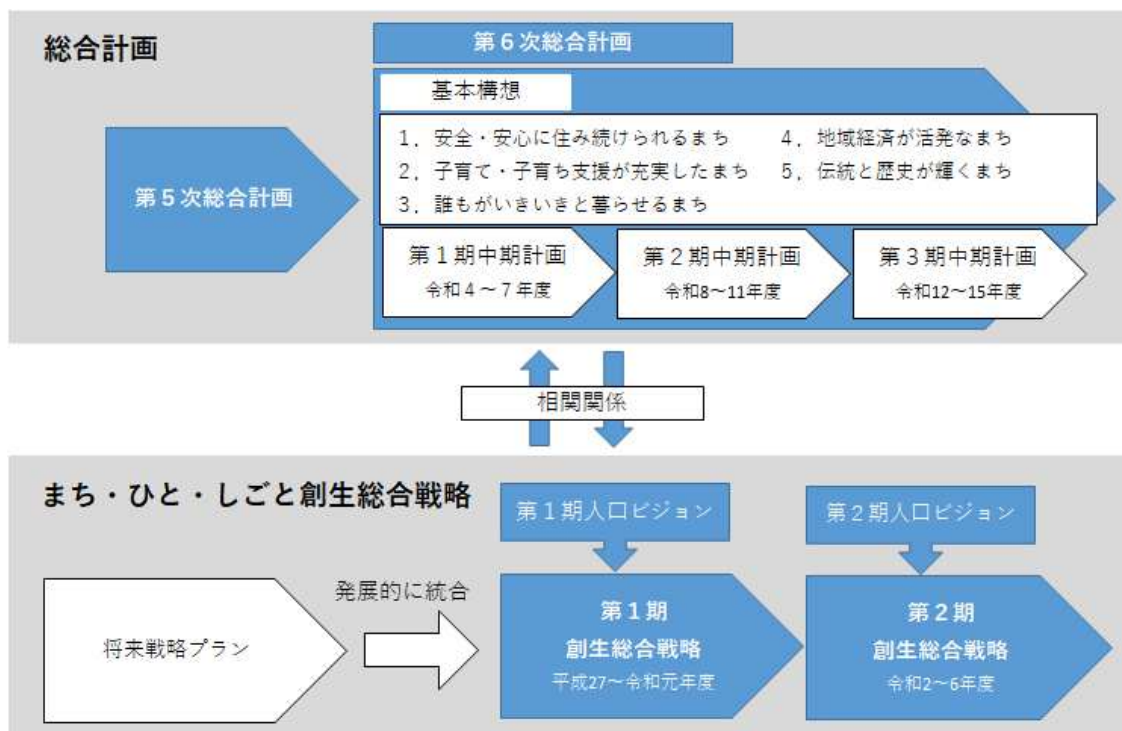 総合計画
第６次総合計画
基本構想
1．安全・安心に住み続けられるまち
2．子育て・子育ち支援が充実したまち
3．誰もがいきいきと暮らせるまち
4．地域経済が活発なまち
5．伝統と歴史が輝くまち
第５次総合計画
第１期中期計画
令和４～７年度
第２期中期計画
令和8～11年度
第３期中期計画
令和12～15年度
相関関係
まち・ひと・しごと創生総合戦略
第１期人口ビジョン
第２期人口ビジョン
将来戦略プラン
発展的に統合
第１期
創生総合戦略
平成27～令和元年度
第２期
創生総合戦略
令和2～6年度